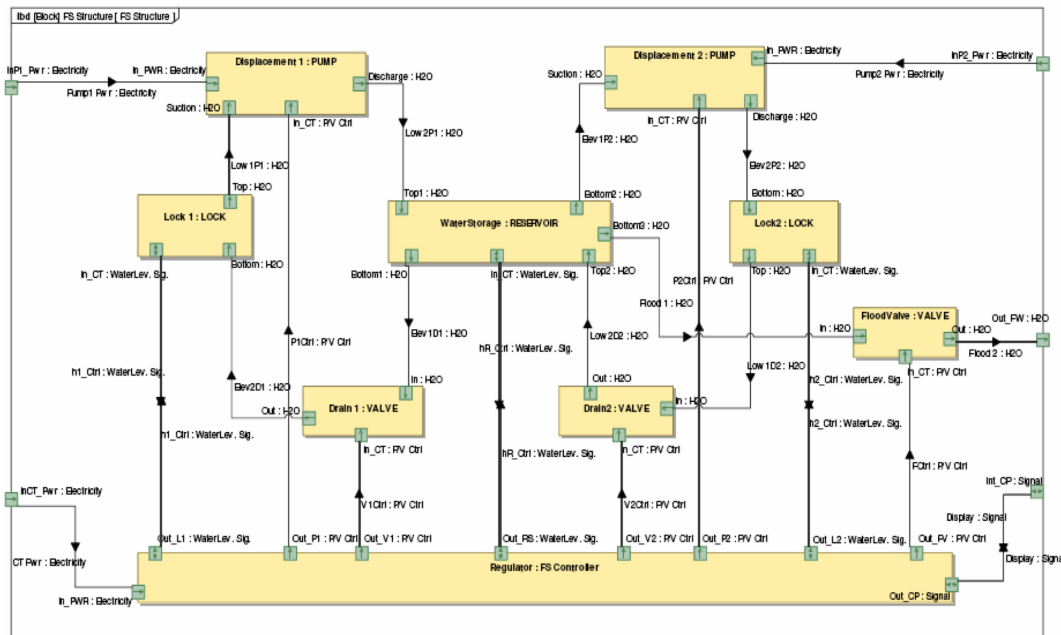 ibd [Block] FS Structure [ FS Structure ]
InP1_Pwr : Electricity
Pump1 Pwr : Electricity
In_PWR : Electricity
Displacement 1 : PUMP
Discharge : H2O
Suction : H2O
In_CT : P/V Ctrl
Low2P1 : H2O
Low1P1 : H2O
Displacement 2 : PUMP
In_PWR : Electricity
InP2_Pwr : Electricity
Pump2 Pwr : Electricity
Suction : H2O
In_CT : P/V Ctrl
Discharge : H2O
Elev1P2 : H2O
Elev2P2 : H2O
Top : H2O
Lock 1 : LOCK
In_CT : WaterLev. Sig.
Bottom : H2O
Top1 : H2O
Bottom2 : H2O
WaterStorage : RESERVOIR
Bottom3 : H2O
Bottom1 : H2O
In_CT : WaterLev. Sig.
Top2 : H2O
Bottom : H2O
Lock2 : LOCK
Top : H2O
In_CT : WaterLev. Sig.
P2Ctrl : P/V Ctrl
Flood 1 : H2O
FloodValve : VALVE
Out_FW : H2O
In : H2O
Out : H2O
Flood 2 : H2O
In_CT : P/V Ctrl
Elev1D1 : H2O
P1Ctrl : P/V Ctrl
hR_Ctrl : WaterLev. Sig.
Low2D2 : H2O
Low1D2 : H2O
h1_Ctrl : WaterLev. Sig.
Elev2D1 : H2O
In : H2O
Out : H2O
h2_Ctrl : WaterLev. Sig.
Out : H2O
Drain 1 : VALVE
Drain2 : VALVE
In : H2O
h1_Ctrl : WaterLev. Sig.
In_CT : P/V Ctrl
hR_Ctrl : WaterLev. Sig.
In_CT : P/V Ctrl
h2_Ctrl : WaterLev. Sig.
FCtrl : P/V Ctrl
InCT_Pwr : Electricity
V1Ctrl : P/V Ctrl
V2Ctrl : P/V Ctrl
Int_CP : Signal
Display : Signal
Out_L1 : WaterLev. Sig.
Out_P1 : P/V Ctrl
Out_V1 : P/V Ctrl
Out_RS : WaterLev. Sig.
Out_V2 : P/V Ctrl
Out_P2 : P/V Ctrl
Out_L2 : WaterLev. Sig.
Out_FV : P/V Ctrl
CT Pwr : Electricity
Display : Signa
Regulator : FS Controller
In_PWR : Electricity
Out_CP : Signal